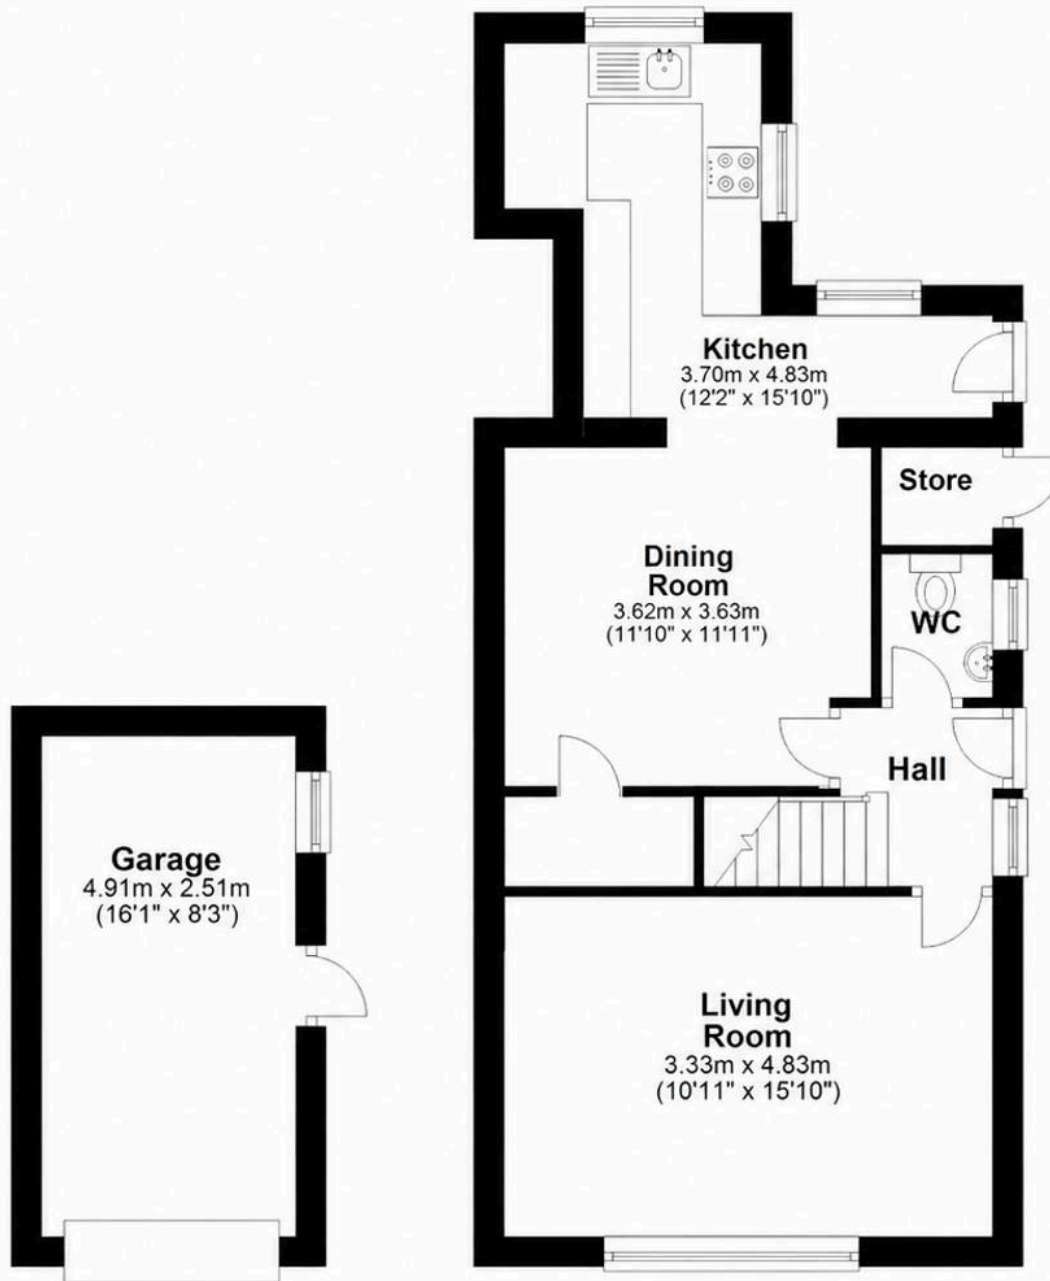 Kitchen
3.70m x 4.83m
(12'2" x 15'10")
Store
Dining
Room
3.62m x 3.63m
(11'10" x 11'11")
WC
Hall
Garage
4.91m x 2.51m
(16'1" x 8'3")
Living
Room
3.33m x 4.83m
(10'11" x 15'10")